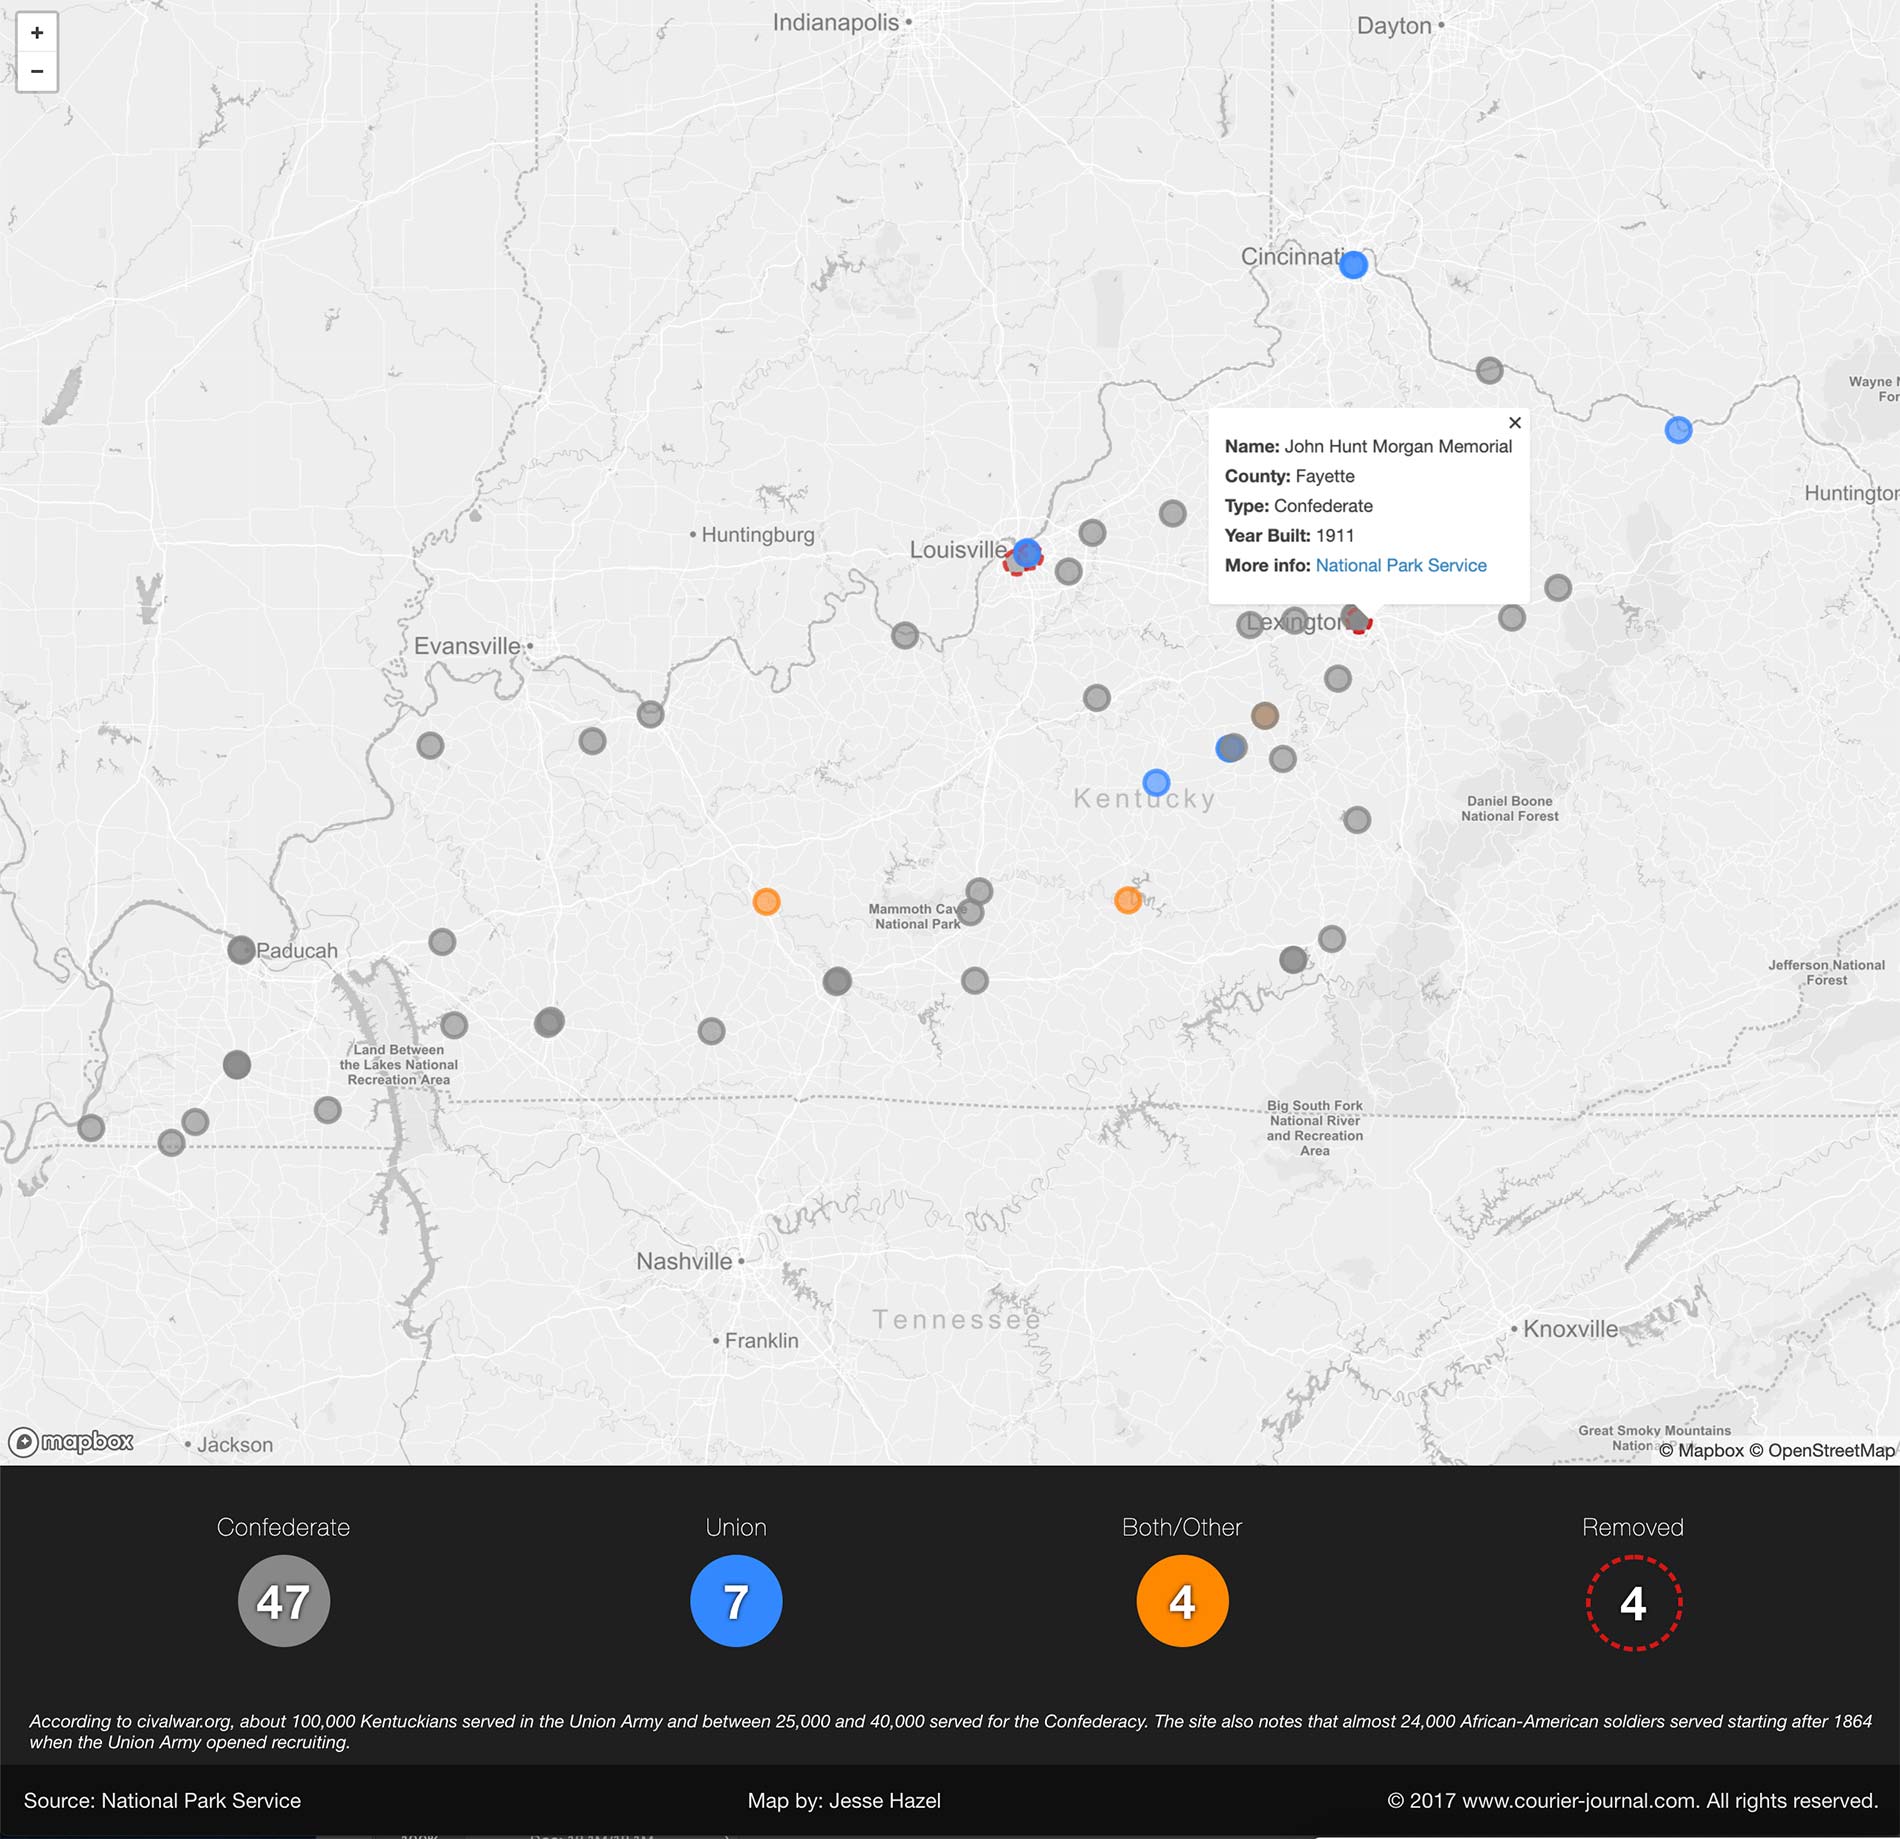 +
−
Indianapolis
Dayton
Cincinnati
Wayne N
For
× 
Name: John Hunt Morgan Memorial
County: Fayette
Type: Confederate
Year Built: 1911
More info: National Park Service
Huntington
Huntingburg
Louisville
Lexington
Evansville
Kentucky
Daniel Boone
National Forest
Mammoth Cave
National Park
Paducah
Jefferson National
Forest
Land Between
the Lakes National
Recreation Area
Big South Fork
National River
and Recreation
Area
Nashville
Tennessee
Franklin
Knoxville
Great Smoky Mountains
National
mapbox
Jackson
© Mapbox © OpenStreetMap
Confederate
Union
Both/Other
Removed
47
7
4
4
According to civalwar.org, about 100,000 Kentuckians served in the Union Army and between 25,000 and 40,000 served for the Confederacy. The site also notes that almost 24,000 African-American soldiers served starting after 1864
when the Union Army opened recruiting.
Source: National Park Service
Map by: Jesse Hazel
© 2017 www.courier-journal.com. All rights reserved.